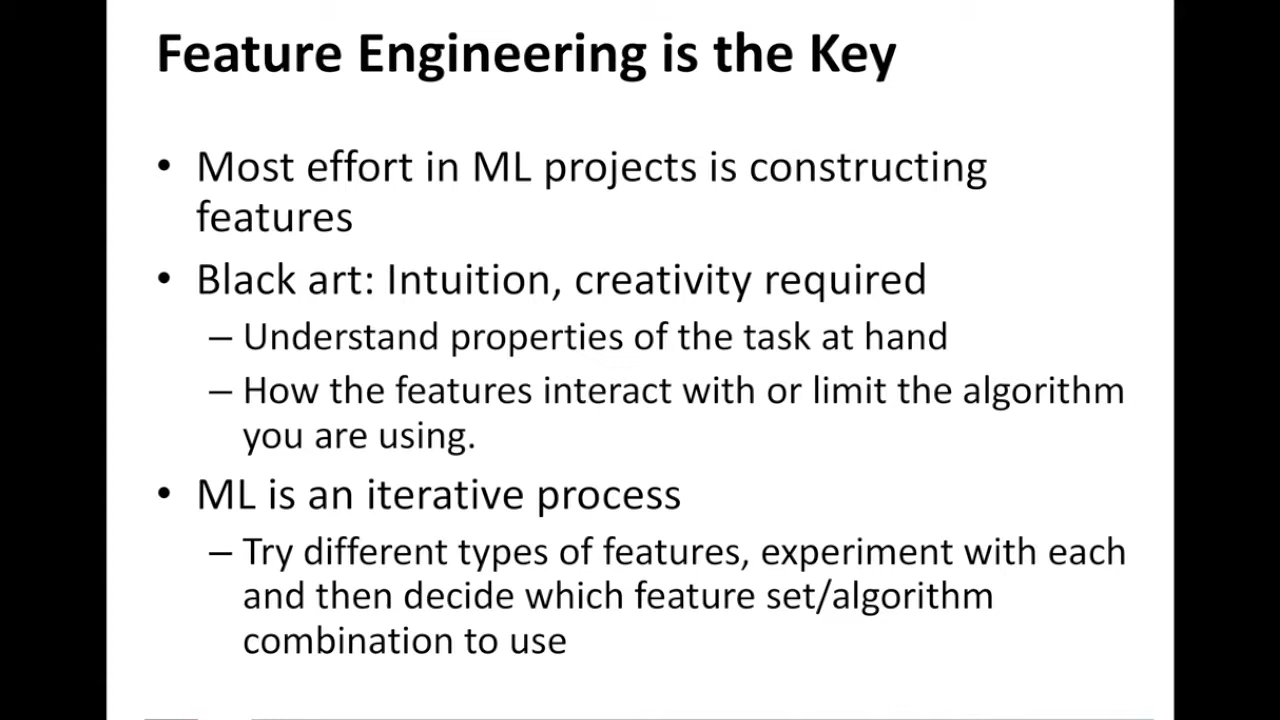 Feature Engineering is the Key
• Most effort in ML projects is constructing
features
• Black art: Intuition, creativity required
– Understand properties of the task at hand
– How the features interact with or limit the algorithm
you are using.
• ML is an iterative process
– Try different types of features, experiment with each
and then decide which feature set/algorithm
combination to use